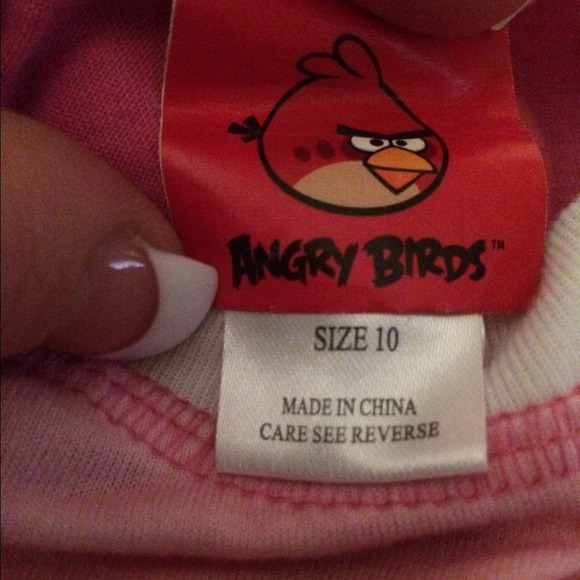 ANGRY BIRDS™
SIZE 10
MADE IN CHINA
CARE SEE REVERSE